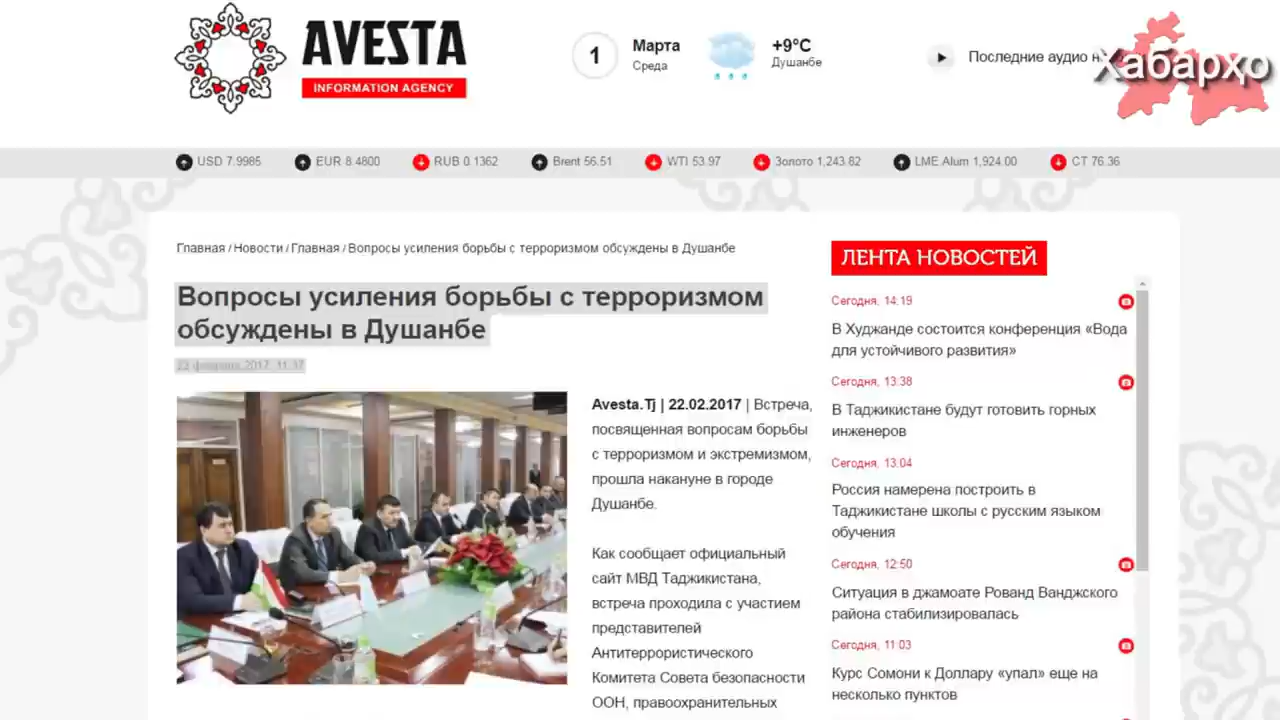 AVESTA
INFORMATION AGENCY
1
Марта
Среда
+9°C
Душанбе
Последние аудио
Хабарҳо
USD 7.9985
EUR 8.4800
RUB 0.1362
Brent 56.51
WTI 53.97
Золото 1,243.82
LME.Alum 1,924.00
CT 76.36
Главная / Новости / Главная / Вопросы усиления борьбы с терроризмом обсуждены в Душанбе
Вопросы усиления борьбы с терроризмом
обсуждены в Душанбе
22 февраля 2017, 11:37
Avesta.Tj | 22.02.2017 | Встреча,
посвященная вопросам борьбы
с терроризмом и экстремизмом,
прошла накануне в городе
Душанбе.
Как сообщает официальный
сайт МВД Таджикистана,
встреча проходила с участием
представителей
Антитеррористического
Комитета Совета безопасности
ООН, правоохранительных
ЛЕНТА НОВОСТЕЙ
Сегодня, 14:19
В Худжанде состоится конференция «Вода
для устойчивого развития»
Сегодня, 13:38
В Таджикистане будут готовить горных
инженеров
Сегодня, 13:04
Россия намерена построить в
Таджикистане школы с русским языком
обучения
Сегодня, 12:50
Ситуация в джамоате Рованд Ванджского
района стабилизировалась
Сегодня, 11:03
Курс Сомони к Доллару «упал» еще на
несколько пунктов